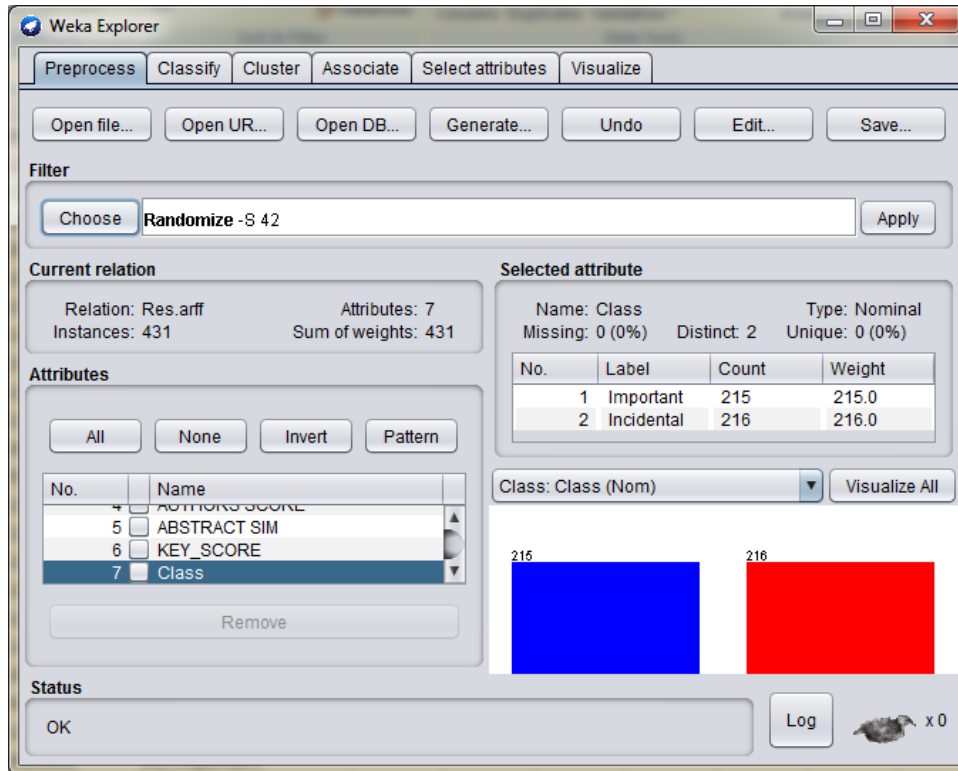 Weka Explorer
Preprocess Classify Cluster Associate Select attributes Visualize
Open file... Open UR... Open DB... Generate... Undo Edit... Save...
Filter
Choose Randomize -S 42 Apply
Current relation
Relation: Res.arff Attributes: 7
Instances: 431 Sum of weights: 431
Attributes
All None Invert Pattern
No. Name
4 AUTHORS SCORE
5 ABSTRACT SIM
6 KEY_SCORE
7 Class
Remove
Selected attribute
Name: Class Type: Nominal
Missing: 0 (0%) Distinct: 2 Unique: 0 (0%)
No. Label Count Weight
1 Important 215 215.0
2 Incidental 216 216.0
Class: Class (Nom) Visualize All
215 216
Status
OK
Log x 0